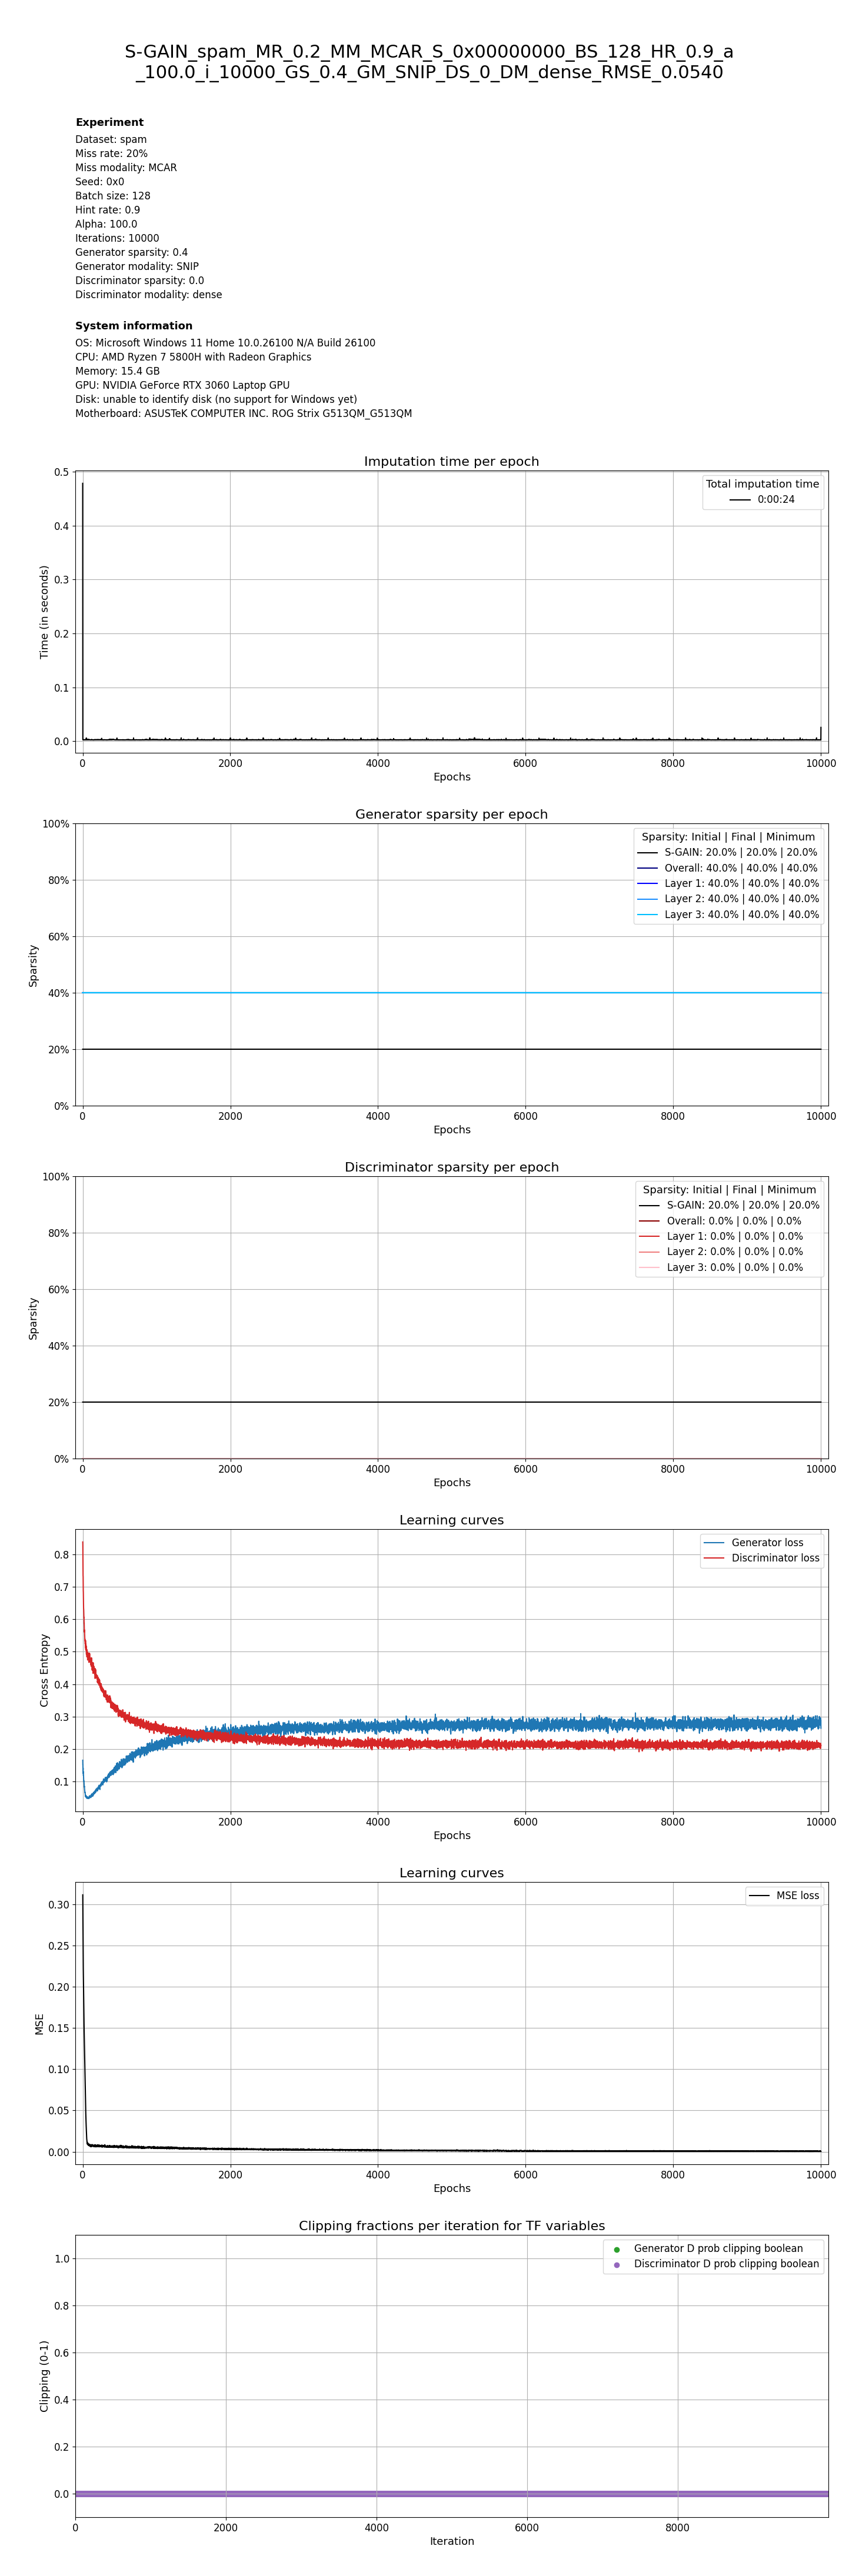 S-GAIN_spam_MR_0.2_MM_MCAR_S_0x00000000_BS_128_HR_0.9_a
_100.0_i_10000_GS_0.4_GM_SNIP_DS_0_DM_dense_RMSE_0.0540
Experiment
Dataset: spam
Miss rate: 20%
Miss modality: MCAR
Seed: 0x0
Batch size: 128
Hint rate: 0.9
Alpha: 100.0
Iterations: 10000
Generator sparsity: 0.4
Generator modality: SNIP
Discriminator sparsity: 0.0
Discriminator modality: dense
System information
OS: Microsoft Windows 11 Home 10.0.26100 N/A Build 26100
CPU: AMD Ryzen 7 5800H with Radeon Graphics
Memory: 15.4 GB
GPU: NVIDIA GeForce RTX 3060 Laptop GPU
Disk: unable to identify disk (no support for Windows yet)
Motherboard: ASUSTeK COMPUTER INC. ROG Strix G513QM_G513QM
Imputation time per epoch
Total imputation time
0:00:24
Time (in seconds)
0.5
0.4
0.3
0.2
0.1
0.0
0 2000 4000 6000 8000 10000
Epochs
Generator sparsity per epoch
Sparsity: Initial | Final | Minimum
S-GAIN: 20.0% | 20.0% | 20.0%
Overall: 40.0% | 40.0% | 40.0%
Layer 1: 40.0% | 40.0% | 40.0%
Layer 2: 40.0% | 40.0% | 40.0%
Layer 3: 40.0% | 40.0% | 40.0%
Sparsity
100%
80%
60%
40%
20%
0%
0 2000 4000 6000 8000 10000
Epochs
Discriminator sparsity per epoch
Sparsity: Initial | Final | Minimum
S-GAIN: 20.0% | 20.0% | 20.0%
Overall: 0.0% | 0.0% | 0.0%
Layer 1: 0.0% | 0.0% | 0.0%
Layer 2: 0.0% | 0.0% | 0.0%
Layer 3: 0.0% | 0.0% | 0.0%
Sparsity
100%
80%
60%
40%
20%
0%
0 2000 4000 6000 8000 10000
Epochs
Learning curves
Generator loss
Discriminator loss
Cross Entropy
0.8
0.7
0.6
0.5
0.4
0.3
0.2
0.1
0 2000 4000 6000 8000 10000
Epochs
Learning curves
MSE loss
MSE
0.30
0.25
0.20
0.15
0.10
0.05
0.00
0 2000 4000 6000 8000 10000
Epochs
Clipping fractions per iteration for TF variables
Generator D prob clipping boolean
Discriminator D prob clipping boolean
Clipping (0-1)
1.0
0.8
0.6
0.4
0.2
0.0
0 2000 4000 6000 8000
Iteration